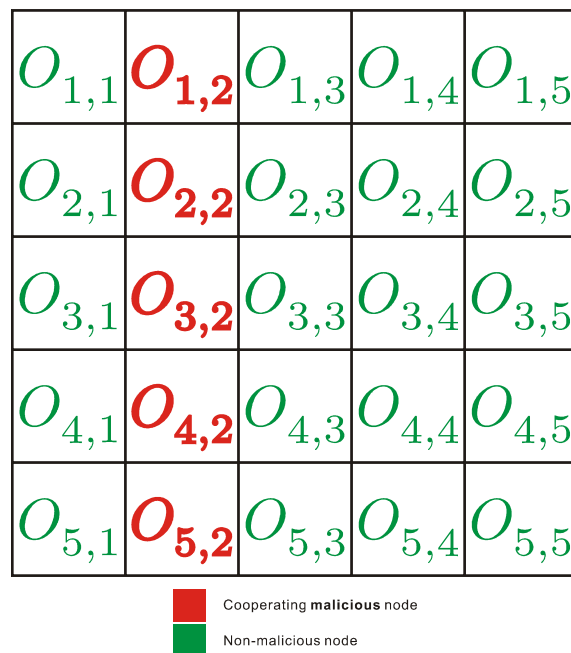 O1,1 O1,2 O1,3 O1,4 O1,5
O2,1 O2,2 O2,3 O2,4 O2,5
O3,1 O3,2 O3,3 O3,4 O3,5
O4,1 O4,2 O4,3 O4,4 O4,5
O5,1 O5,2 O5,3 O5,4 O5,5
Cooperating malicious node
Non-malicious node